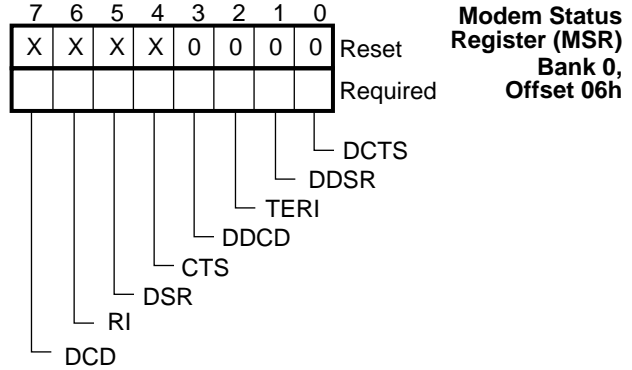 7 6 5 4 3 2 1 0
X X X X 0 0 0 0 Reset
Required
Modem Status
Register (MSR)
Bank 0,
Offset 06h
DCTS
DDSR
TERI
DDCD
CTS
DSR
RI
DCD